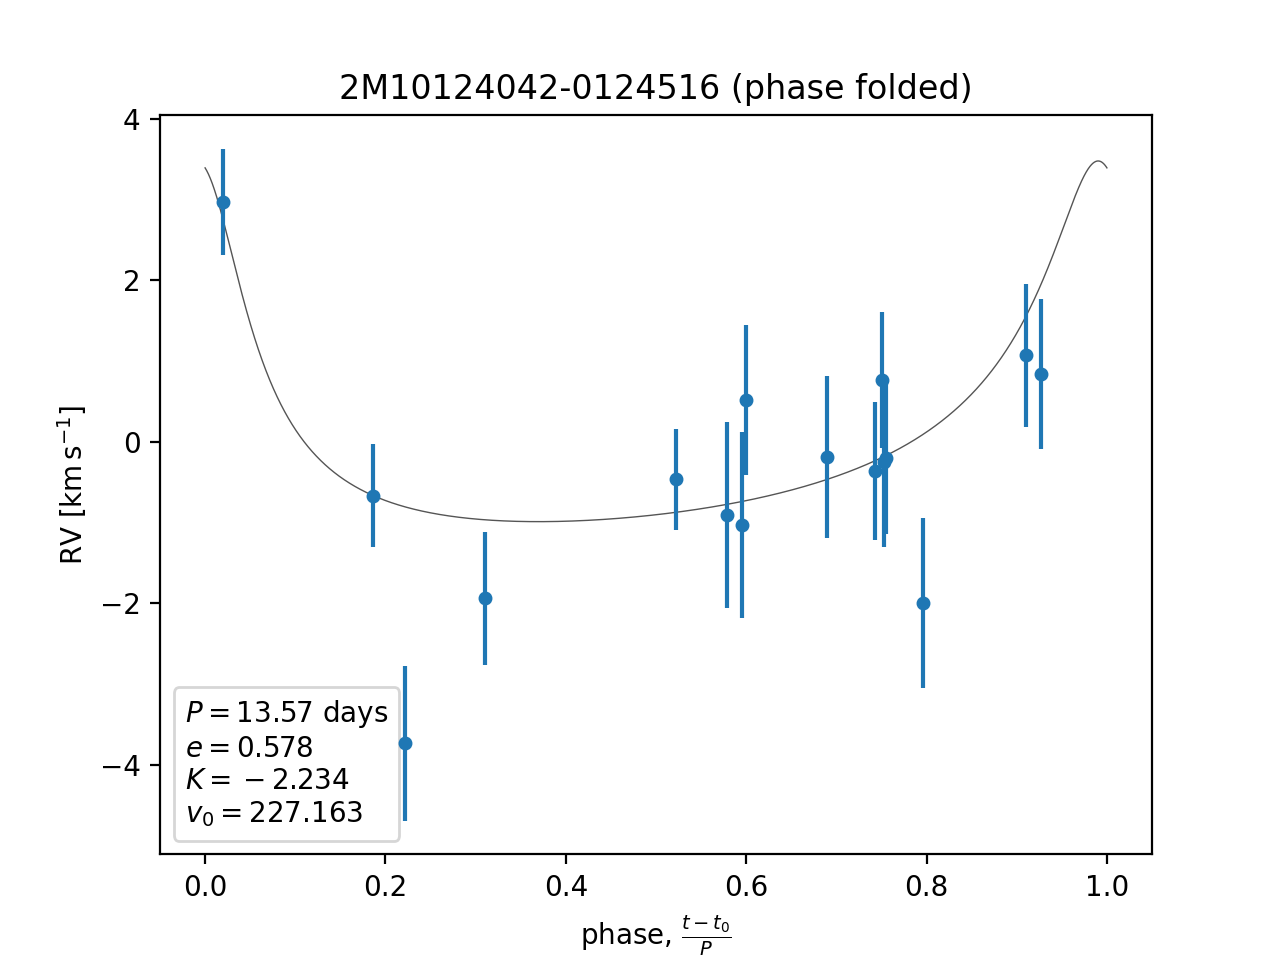 2M10124042-0124516 (phase folded)
4
2
0
−2
−4
RV [km s⁻¹]
P = 13.57 days
e = 0.578
K = −2.234
v₀ = 227.163
0.0 0.2 0.4 0.6 0.8 1.0
phase, (t − t₀)/P